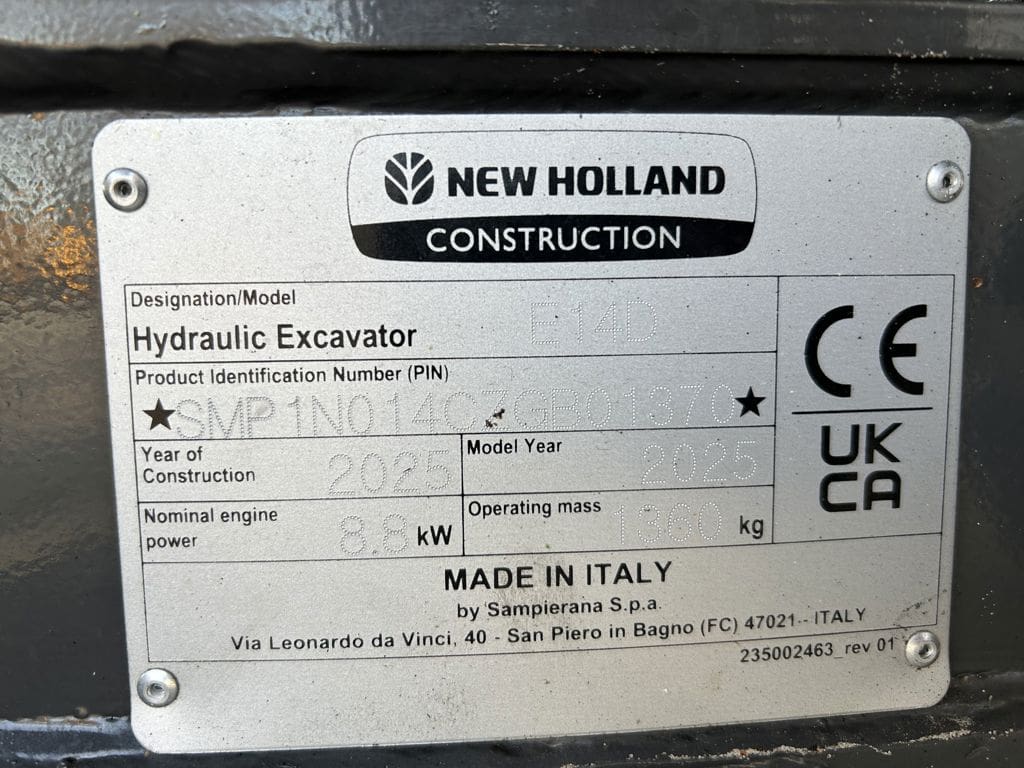 NEW HOLLAND
CONSTRUCTION
Designation/Model
Hydraulic Excavator E14D
Product Identification Number (PIN)
★SMP1N014CZGB01370★
Year of Construction 2025
Model Year 2025
Nominal engine power 8.8 kW
Operating mass 1360 kg
CE
UK
CA
MADE IN ITALY
by Sampierana S.p.a.
Via Leonardo da Vinci, 40 - San Piero in Bagno (FC) 47021-- ITALY
235002463_rev 01